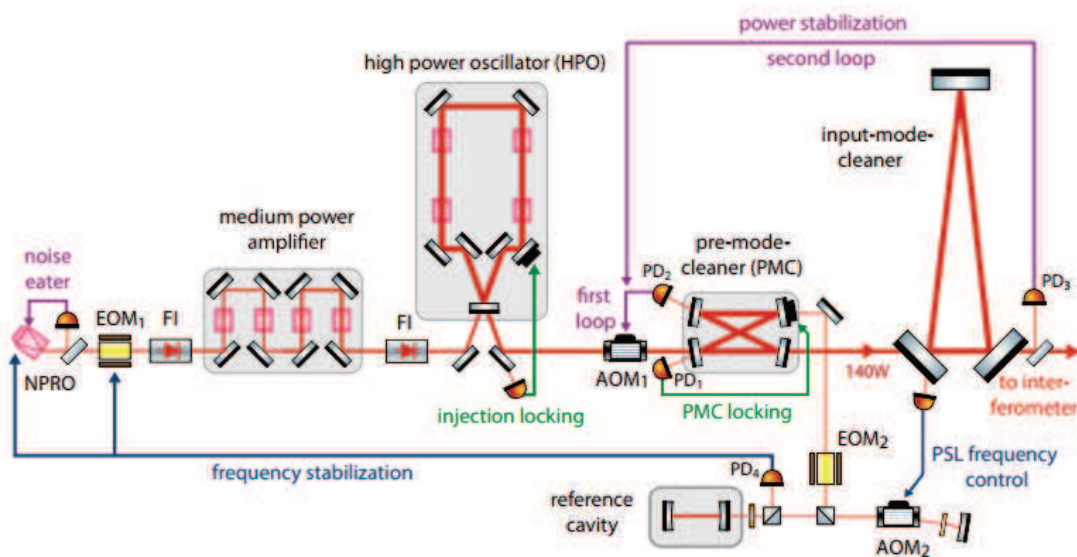 power stabilization
second loop
high power oscillator (HPO)
input-mode-
cleaner
medium power
amplifier
pre-mode-
cleaner (PMC)
noise
eater
PD2
PD3
first
loop
EOM1
FI
FI
NPRO
AOM1
PD1
140W
to inter-
ferometer
injection locking
PMC locking
EOM2
PSL frequency
control
frequency stabilization
PD4
reference
cavity
AOM2